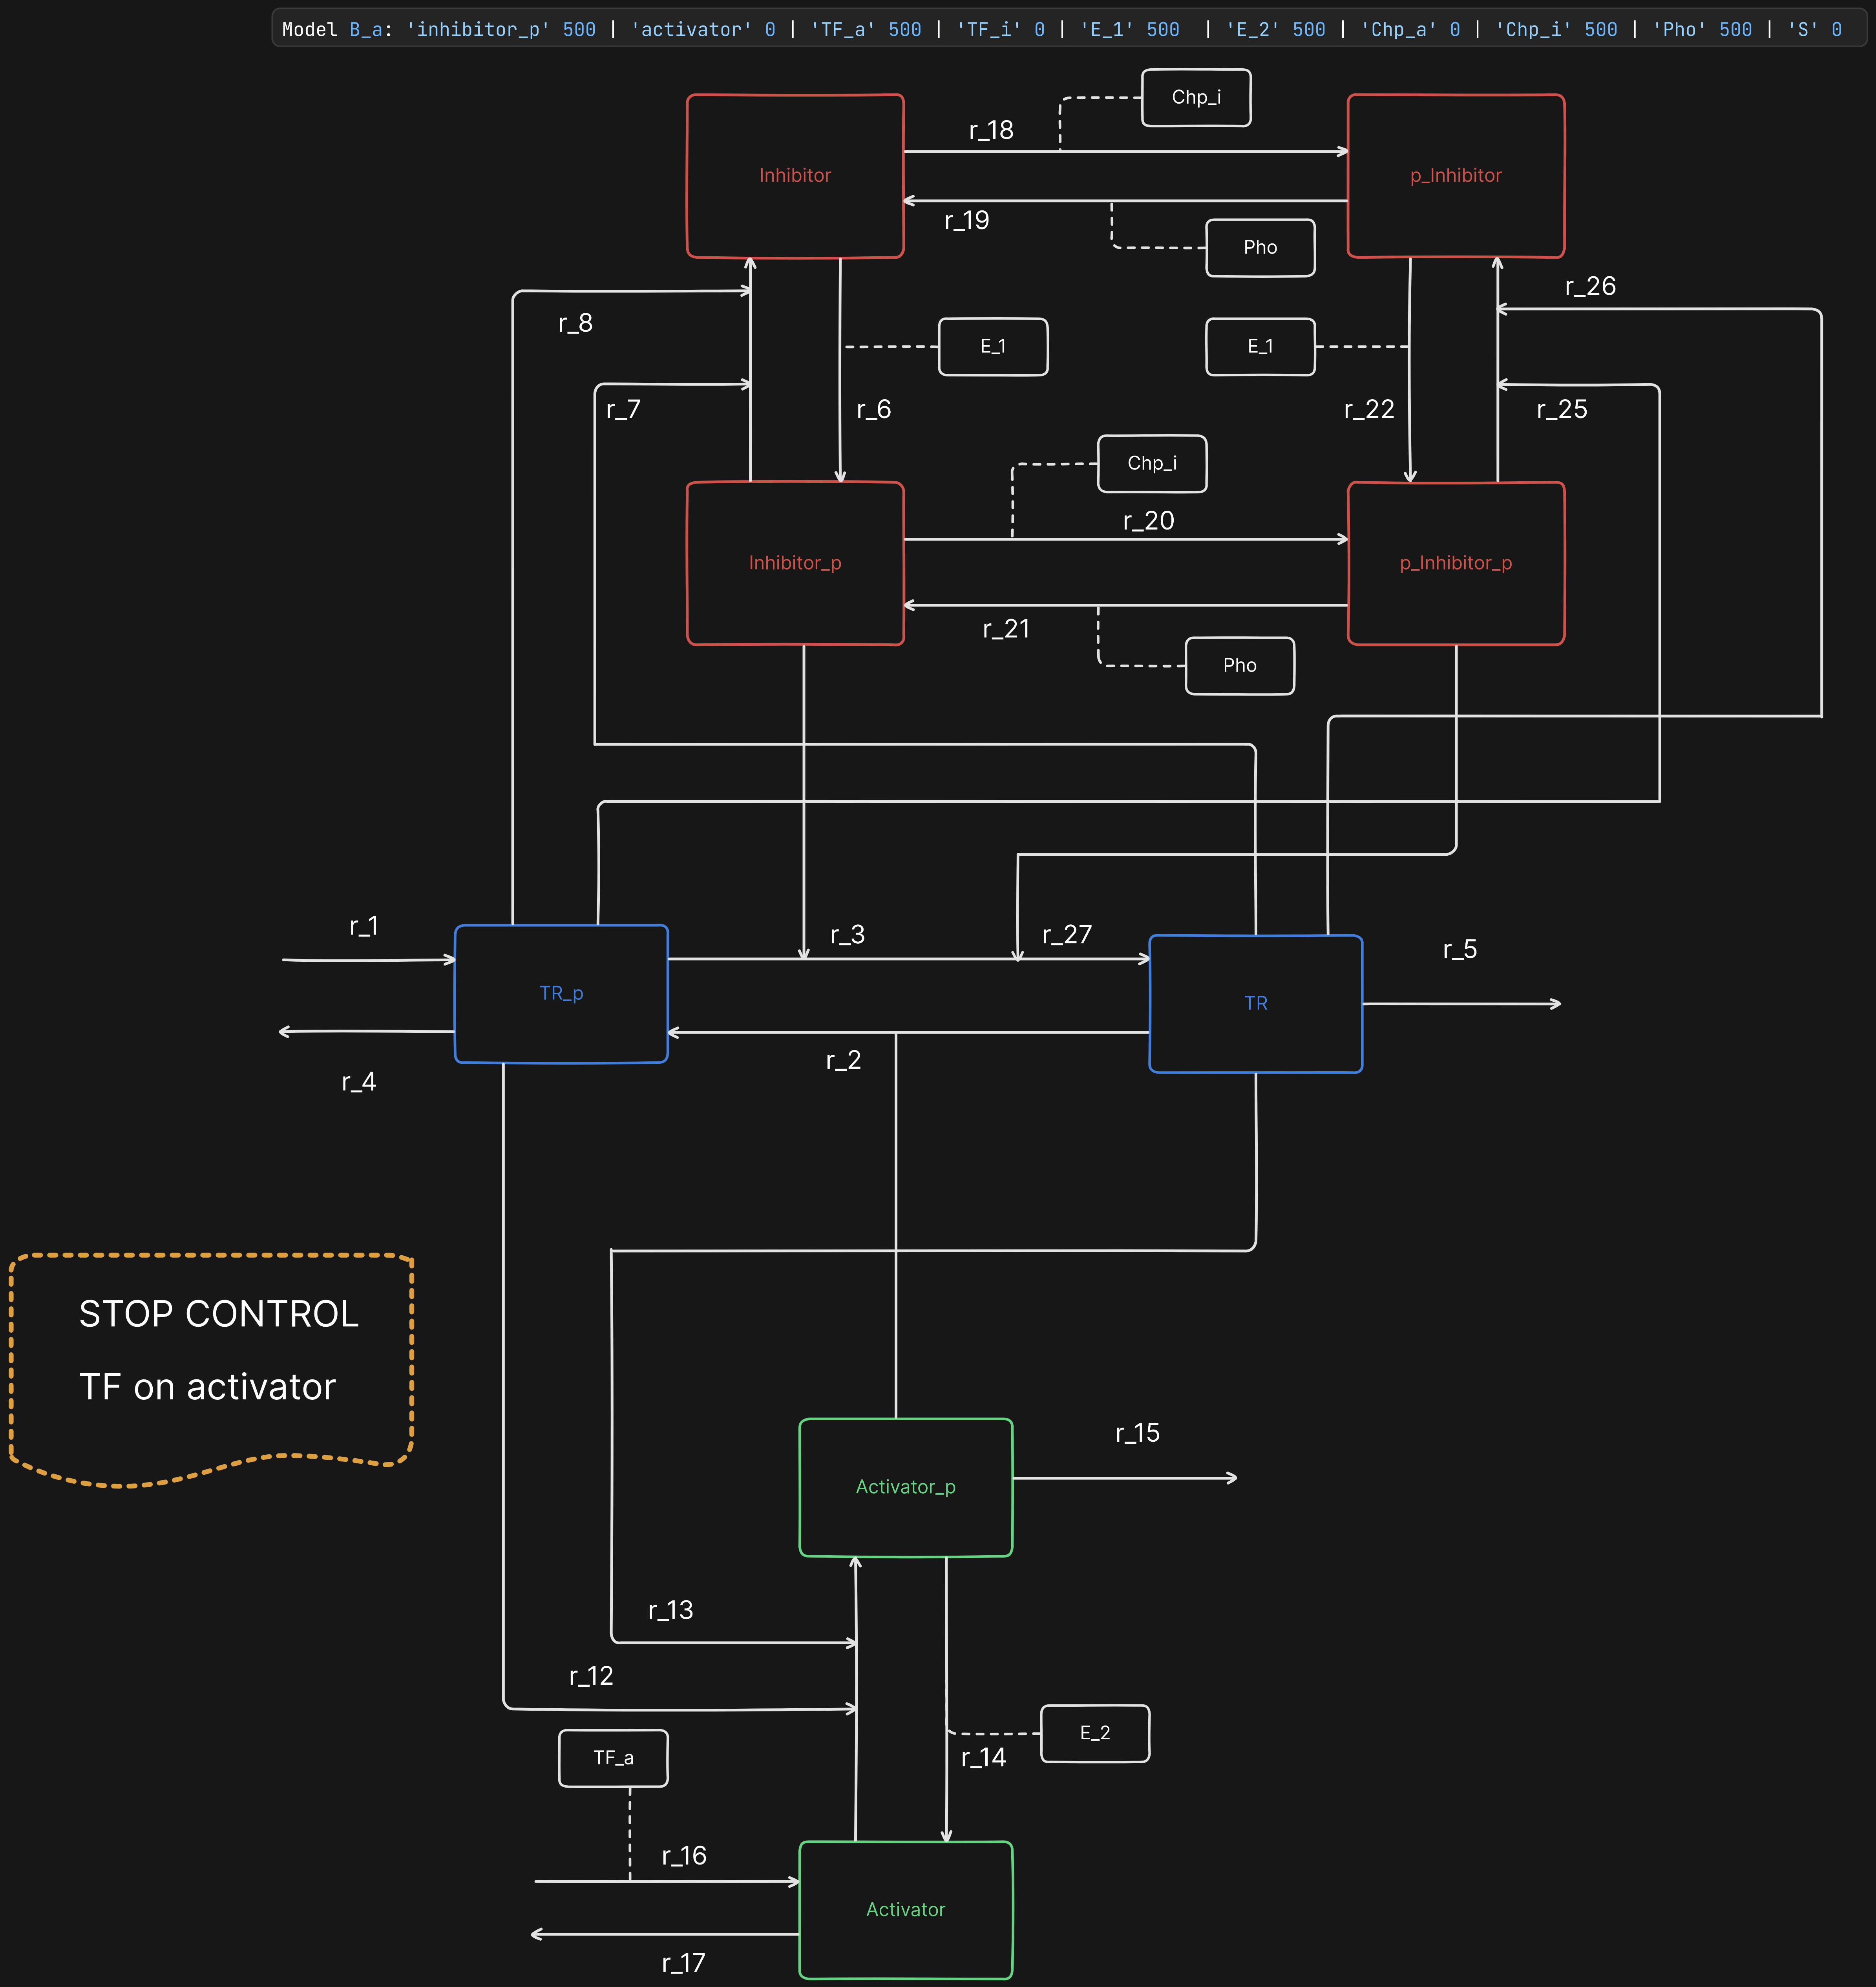 Model B_a: 'inhibitor_p' 500 | 'activator' 0 | 'TF_a' 500 | 'TF_i' 0 | 'E_1' 500 | 'E_2' 500 | 'Chp_a' 0 | 'Chp_i' 500 | 'Pho' 500 | 'S' 0
Chp_i
r_18
Inhibitor
p_Inhibitor
r_19
Pho
r_26
r_8
E_1
E_1
r_7
r_6
r_22
r_25
Chp_i
r_20
Inhibitor_p
p_Inhibitor_p
r_21
Pho
r_1
r_3
r_27
r_5
TR_p
TR
r_2
r_4
STOP CONTROL
TF on activator
r_15
Activator_p
r_13
r_12
E_2
TF_a
r_14
r_16
Activator
r_17